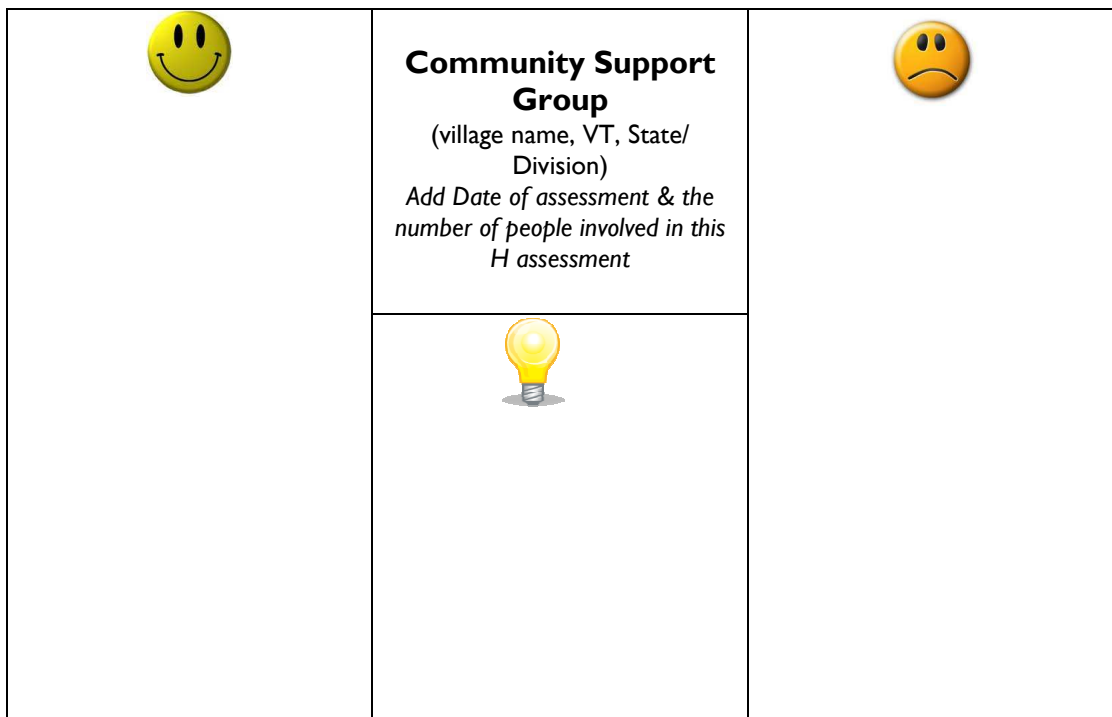 Community Support
Group
(village name, VT, State/
Division)
Add Date of assessment & the
number of people involved in this
H assessment